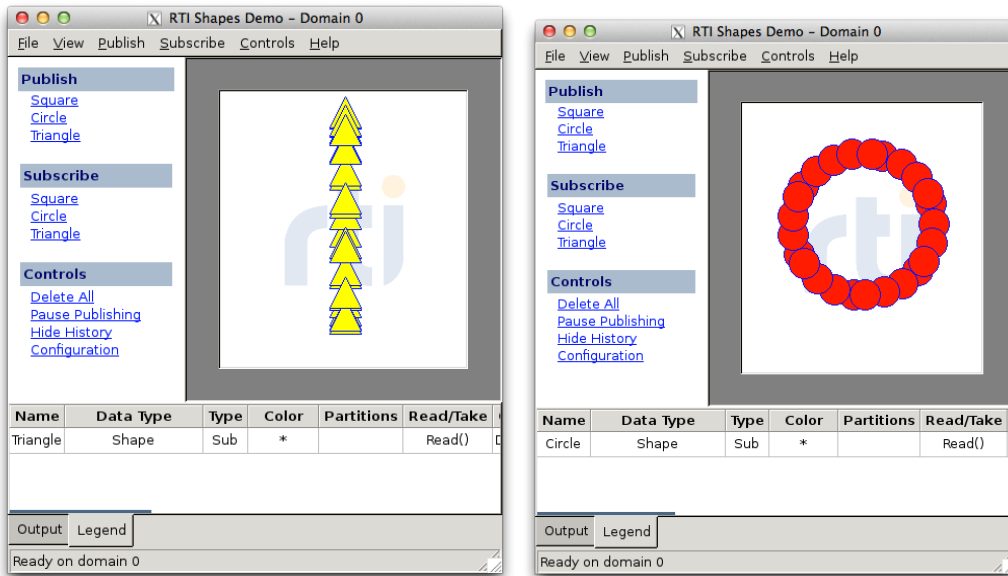 RTI Shapes Demo – Domain 0
File View Publish Subscribe Controls Help
Publish
Square
Circle
Triangle
Subscribe
Square
Circle
Triangle
Controls
Delete All
Pause Publishing
Hide History
Configuration
rti
Name Data Type Type Color Partitions Read/Take
Triangle Shape Sub * Read()
Output Legend
Ready on domain 0
RTI Shapes Demo – Domain 0
File View Publish Subscribe Controls Help
Publish
Square
Circle
Triangle
Subscribe
Square
Circle
Triangle
Controls
Delete All
Pause Publishing
Hide History
Configuration
rti
Name Data Type Type Color Partitions Read/Take
Circle Shape Sub * Read()
Output Legend
Ready on domain 0